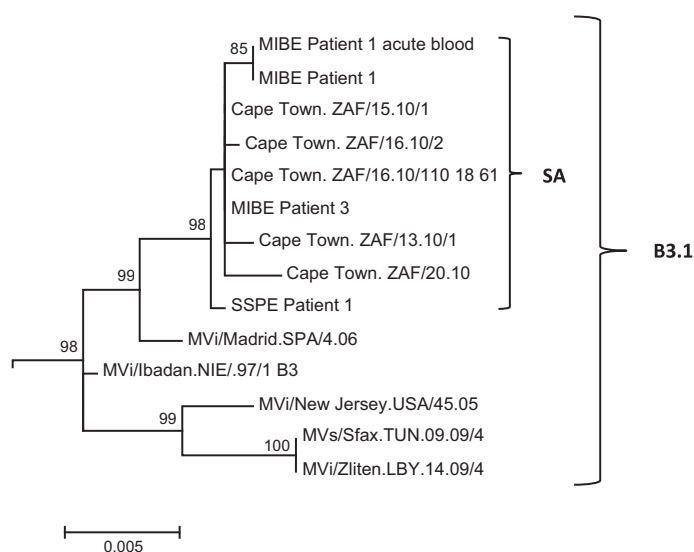 85
MIBE Patient 1 acute blood
MIBE Patient 1
Cape Town. ZAF/15.10/1
Cape Town. ZAF/16.10/2
Cape Town. ZAF/16.10/110 18 61
SA
MIBE Patient 3
98
Cape Town. ZAF/13.10/1
B3.1
Cape Town. ZAF/20.10
99
SSPE Patient 1
MVi/Madrid.SPA/4.06
98
MVi/Ibadan.NIE/.97/1 B3
MVi/New Jersey.USA/45.05
99
MVs/Sfax.TUN.09.09/4
100
MVi/Zliten.LBY.14.09/4
0.005